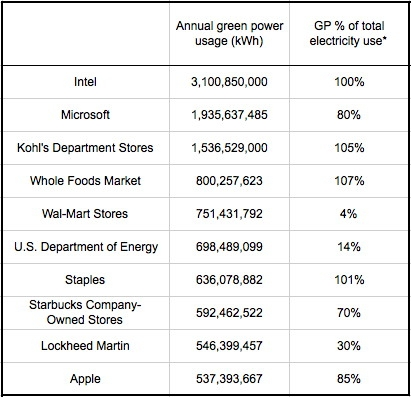 Annual green power usage (kWh) GP % of total electricity use*
Intel 3,100,850,000 100%
Microsoft 1,935,637,485 80%
Kohl's Department Stores 1,536,529,000 105%
Whole Foods Market 800,257,623 107%
Wal-Mart Stores 751,431,792 4%
U.S. Department of Energy 698,489,099 14%
Staples 636,078,882 101%
Starbucks Company-Owned Stores 592,462,522 70%
Lockheed Martin 546,399,457 30%
Apple 537,393,667 85%